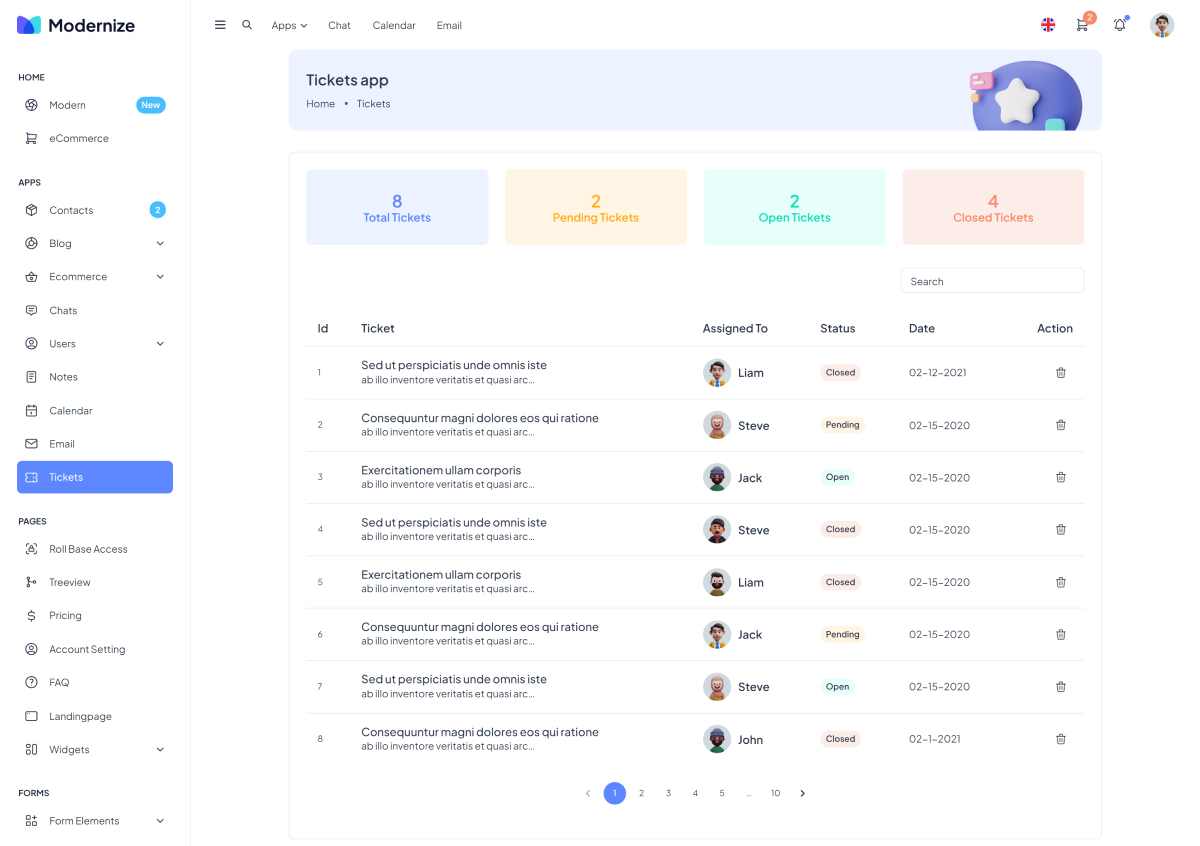 Modernize
Apps
Chat
Calendar
Email
2
HOME
Modern
New
eCommerce
APPS
Contacts
2
Blog
Ecommerce
Chats
Users
Notes
Calendar
Email
Tickets
PAGES
Roll Base Access
Treeview
Pricing
Account Setting
FAQ
Landingpage
Widgets
FORMS
Form Elements
Tickets app
Home • Tickets
8
Total Tickets
2
Pending Tickets
2
Open Tickets
4
Closed Tickets
Search
Id Ticket Assigned To Status Date Action
1 Sed ut perspiciatis unde omnis iste Liam Closed 02-12-2021
ab illo inventore veritatis et quasi arc...
2 Consequuntur magni dolores eos qui ratione Steve Pending 02-15-2020
ab illo inventore veritatis et quasi arc...
3 Exercitationem ullam corporis Jack Open 02-15-2020
ab illo inventore veritatis et quasi arc...
4 Sed ut perspiciatis unde omnis iste Steve Closed 02-15-2020
ab illo inventore veritatis et quasi arc...
5 Exercitationem ullam corporis Liam Closed 02-15-2020
ab illo inventore veritatis et quasi arc...
6 Consequuntur magni dolores eos qui ratione Jack Pending 02-15-2020
ab illo inventore veritatis et quasi arc...
7 Sed ut perspiciatis unde omnis iste Steve Open 02-15-2020
ab illo inventore veritatis et quasi arc...
8 Consequuntur magni dolores eos qui ratione John Closed 02-1-2021
ab illo inventore veritatis et quasi arc...
1 2 3 4 5 ... 10